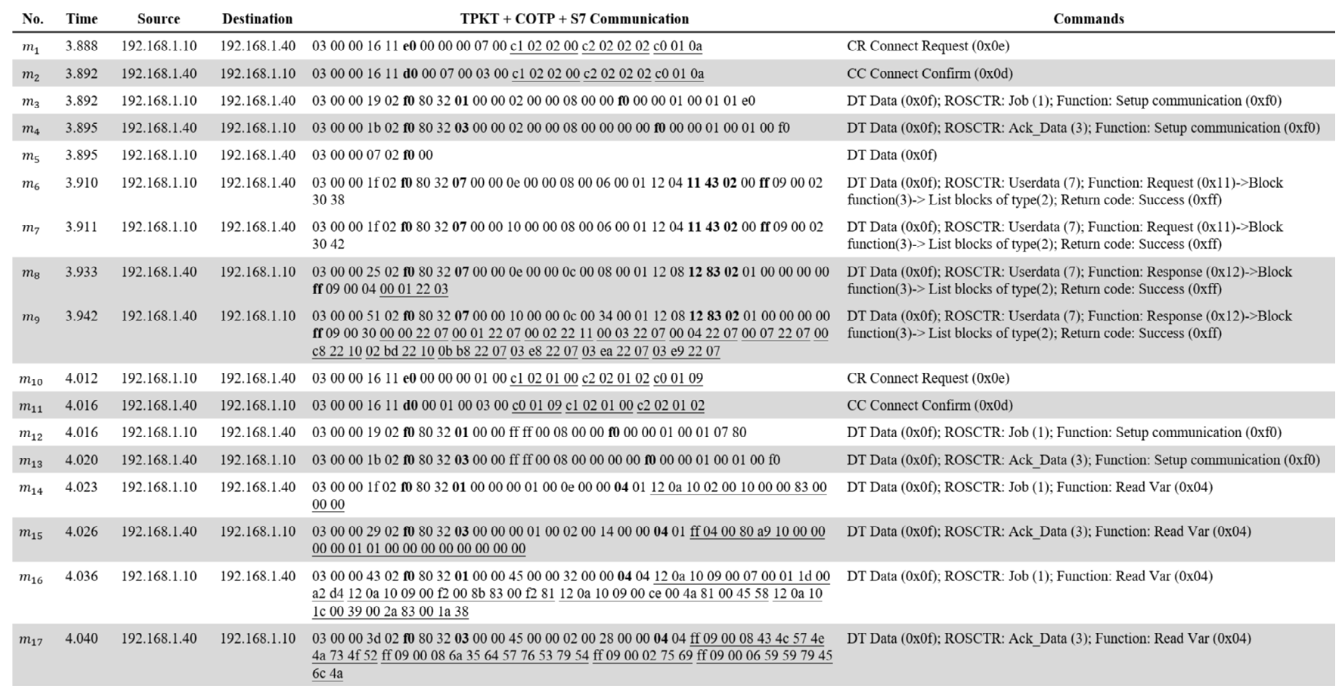 No. Time Source Destination TPKT + COTP + S7 Communication Commands
m1 3.888 192.168.1.10 192.168.1.40 03 00 00 16 11 e0 00 00 00 07 00 c1 02 02 00 c2 02 02 02 c0 01 0a CR Connect Request (0x0e)
m2 3.892 192.168.1.40 192.168.1.10 03 00 00 16 11 d0 00 07 00 03 00 c1 02 02 00 c2 02 02 02 c0 01 0a CC Connect Confirm (0x0d)
m3 3.892 192.168.1.10 192.168.1.40 03 00 00 19 02 f0 80 32 01 00 00 02 00 00 08 00 00 f0 00 00 01 00 01 01 e0 DT Data (0x0f); ROSCTR: Job (1); Function: Setup communication (0xf0)
m4 3.895 192.168.1.40 192.168.1.10 03 00 00 1b 02 f0 80 32 03 00 00 02 00 00 08 00 00 00 00 f0 00 00 01 00 01 00 f0 DT Data (0x0f); ROSCTR: Ack_Data (3); Function: Setup communication (0xf0)
m5 3.895 192.168.1.10 192.168.1.40 03 00 00 07 02 f0 00 DT Data (0x0f)
m6 3.910 192.168.1.10 192.168.1.40 03 00 00 1f 02 f0 80 32 07 00 00 0e 00 00 08 00 06 00 01 12 04 11 43 02 00 ff 09 00 02 DT Data (0x0f); ROSCTR: Userdata (7); Function: Request (0x11)->Block
30 38 function(3)-> List blocks of type(2); Return code: Success (0xff)
m7 3.911 192.168.1.10 192.168.1.40 03 00 00 1f 02 f0 80 32 07 00 00 10 00 00 08 00 06 00 01 12 04 11 43 02 00 ff 09 00 02 DT Data (0x0f); ROSCTR: Userdata (7); Function: Request (0x11)->Block
30 42 function(3)-> List blocks of type(2); Return code: Success (0xff)
m8 3.933 192.168.1.40 192.168.1.10 03 00 00 25 02 f0 80 32 07 00 00 0e 00 00 0c 00 08 00 01 12 08 12 83 02 01 00 00 00 00 DT Data (0x0f); ROSCTR: Userdata (7); Function: Response (0x12)->Block
ff 09 00 04 00 01 22 03 function(3)-> List blocks of type(2); Return code: Success (0xff)
m9 3.942 192.168.1.40 192.168.1.10 03 00 00 51 02 f0 80 32 07 00 00 10 00 00 0c 00 34 00 01 12 08 12 83 02 01 00 00 00 00 DT Data (0x0f); ROSCTR: Userdata (7); Function: Response (0x12)->Block
ff 09 00 30 00 00 22 07 00 01 22 07 00 02 22 11 00 03 22 07 00 04 22 07 00 07 22 07 00 function(3)-> List blocks of type(2); Return code: Success (0xff)
c8 22 10 02 bd 22 10 0b b8 22 07 03 e8 22 07 03 ea 22 07 03 e9 22 07
m10 4.012 192.168.1.10 192.168.1.40 03 00 00 16 11 e0 00 00 00 01 00 c1 02 01 00 c2 02 01 02 c0 01 09 CR Connect Request (0x0e)
m11 4.016 192.168.1.40 192.168.1.10 03 00 00 16 11 d0 00 01 00 03 00 c0 01 09 c1 02 01 00 c2 02 01 02 CC Connect Confirm (0x0d)
m12 4.016 192.168.1.10 192.168.1.40 03 00 00 19 02 f0 80 32 01 00 00 ff ff 00 08 00 00 f0 00 00 01 00 01 07 80 DT Data (0x0f); ROSCTR: Job (1); Function: Setup communication (0xf0)
m13 4.020 192.168.1.40 192.168.1.10 03 00 00 1b 02 f0 80 32 03 00 00 ff ff 00 08 00 00 00 00 f0 00 00 01 00 01 00 f0 DT Data (0x0f); ROSCTR: Ack_Data (3); Function: Setup communication (0xf0)
m14 4.023 192.168.1.10 192.168.1.40 03 00 00 1f 02 f0 80 32 01 00 00 00 01 00 0e 00 00 04 01 12 0a 10 02 00 10 00 00 83 00 DT Data (0x0f); ROSCTR: Job (1); Function: Read Var (0x04)
00 00
m15 4.026 192.168.1.40 192.168.1.10 03 00 00 29 02 f0 80 32 03 00 00 00 01 00 02 00 14 00 00 04 01 ff 04 00 80 a9 10 00 00 DT Data (0x0f); ROSCTR: Ack_Data (3); Function: Read Var (0x04)
00 00 01 01 00 00 00 00 00 00 00 00
m16 4.036 192.168.1.10 192.168.1.40 03 00 00 43 02 f0 80 32 01 00 00 45 00 00 32 00 00 04 04 12 0a 10 09 00 07 00 01 1d 00 DT Data (0x0f); ROSCTR: Job (1); Function: Read Var (0x04)
a2 d4 12 0a 10 09 00 f2 00 8b 83 00 f2 81 12 0a 10 09 00 ce 00 4a 81 00 45 58 12 0a 10
1c 00 39 00 2a 83 00 1a 38
m17 4.040 192.168.1.40 192.168.1.10 03 00 00 3d 02 f0 80 32 03 00 00 45 00 00 02 00 28 00 00 04 04 ff 09 00 08 43 4c 57 4e DT Data (0x0f); ROSCTR: Ack_Data (3); Function: Read Var (0x04)
4a 73 4f 52 ff 09 00 08 6a 35 64 57 76 53 79 54 ff 09 00 02 75 69 ff 09 00 06 59 59 79 45
6c 4a